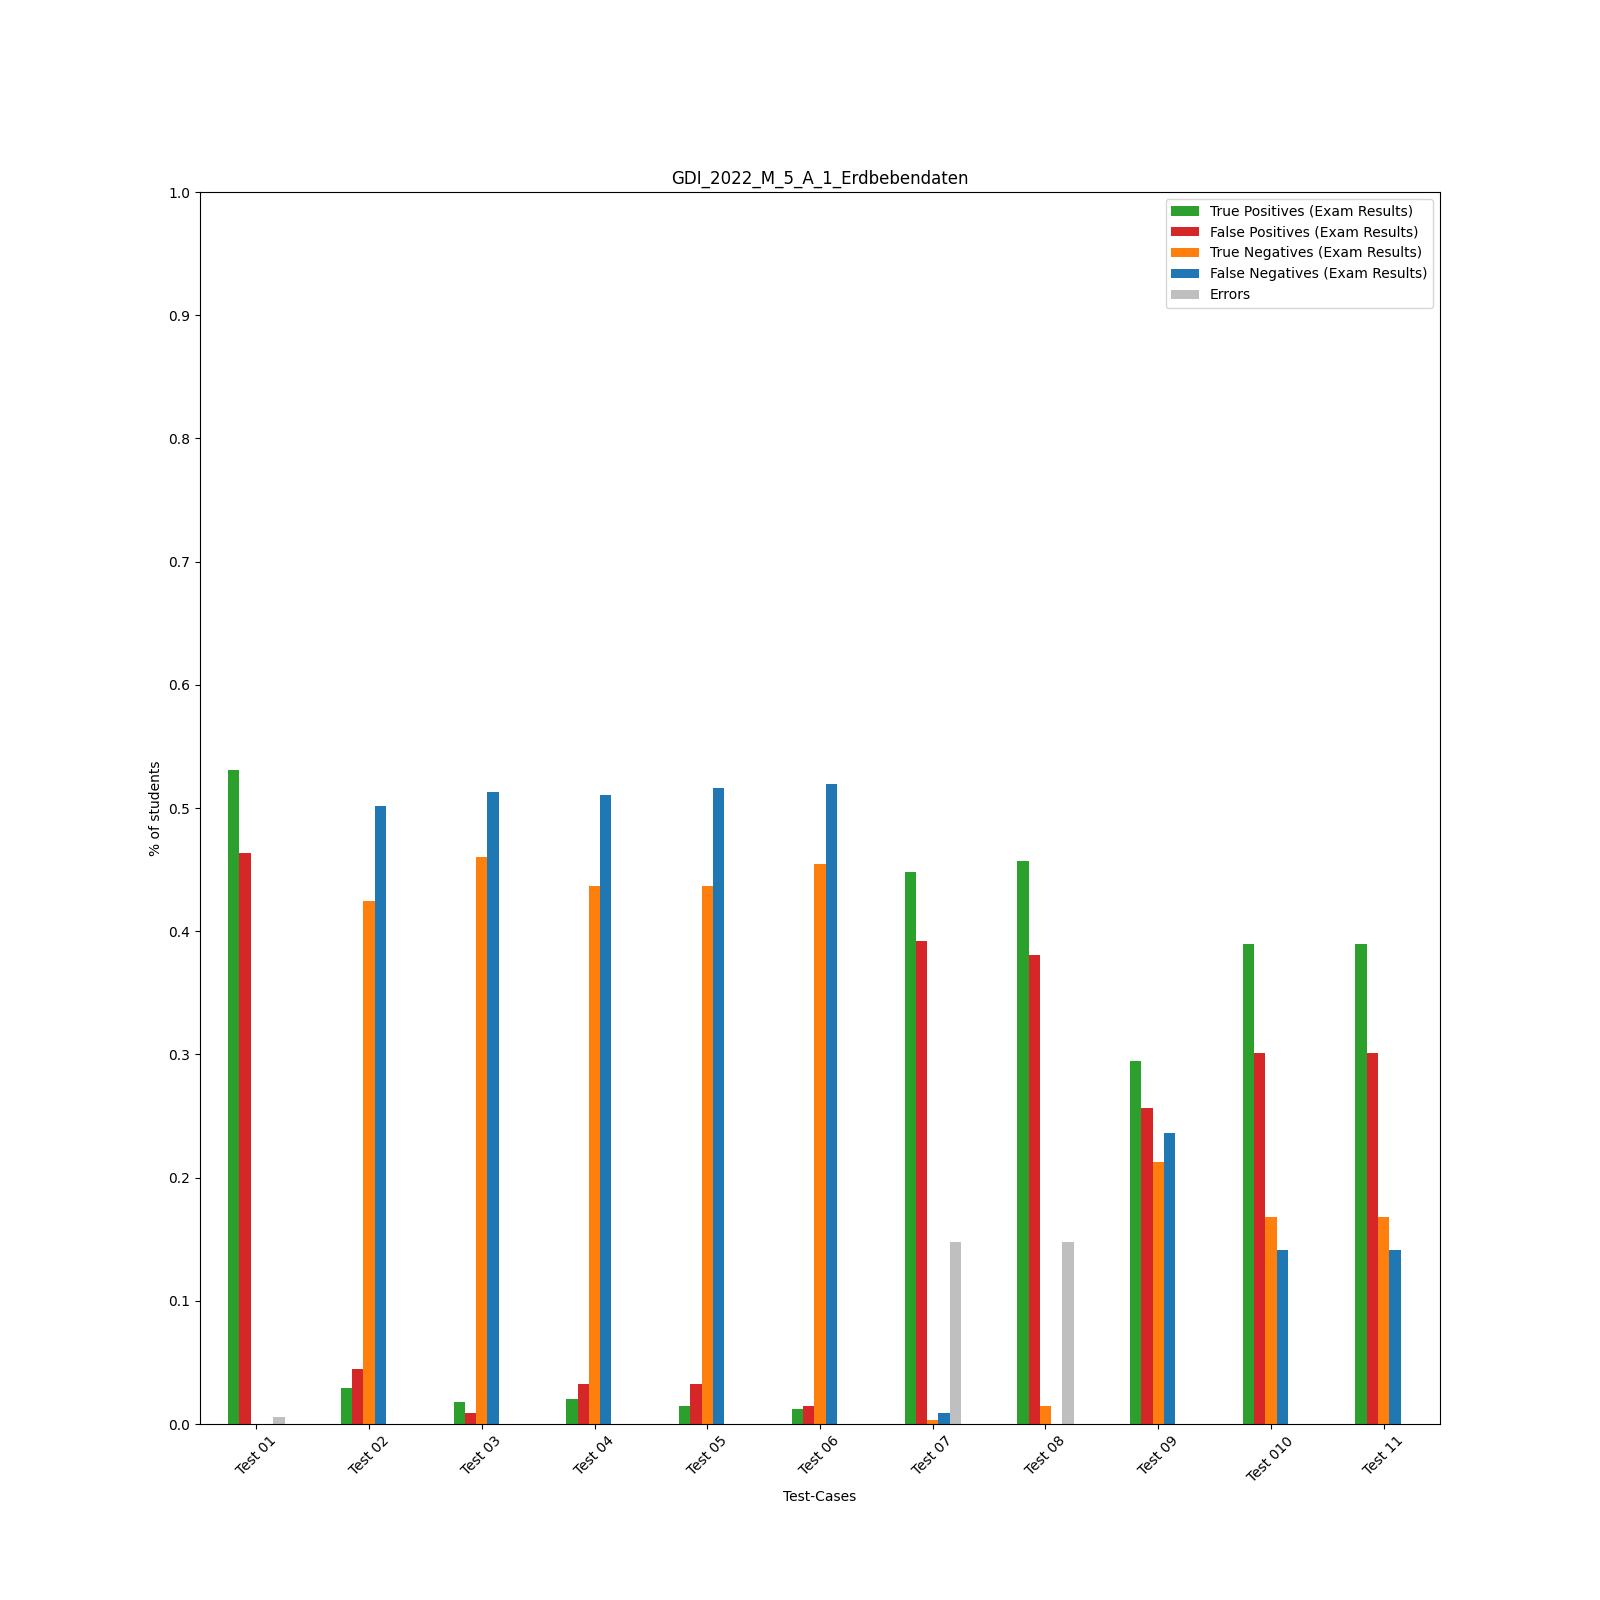 GDI_2022_M_5_A_1_Erdbebendaten
1.0
0.9
0.8
0.7
0.6
0.5
0.4
0.3
0.2
0.1
0.0
% of students
True Positives (Exam Results)
False Positives (Exam Results)
True Negatives (Exam Results)
False Negatives (Exam Results)
Errors
Test 01
Test 02
Test 03
Test 04
Test 05
Test 06
Test 07
Test 08
Test 09
Test 010
Test 11
Test-Cases